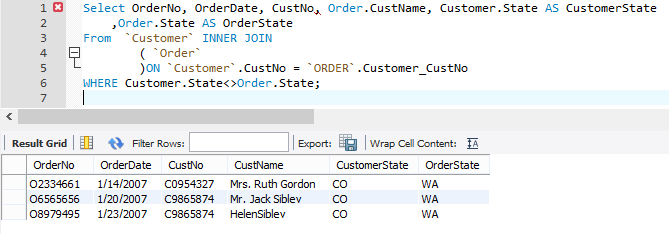 1 Select OrderNo, OrderDate, CustNo, Order.CustName, Customer.State AS CustomerState
2 ,Order.State AS OrderState
3 From `Customer` INNER JOIN
4 ( `Order`
5 )ON `Customer`.CustNo = `ORDER`.Customer_CustNo
6 WHERE Customer.State<>Order.State;
7
Result Grid Filter Rows: Export: Wrap Cell Content:
OrderNo OrderDate CustNo CustName CustomerState OrderState
O2334661 1/14/2007 C0954327 Mrs. Ruth Gordon CO WA
O6565656 1/20/2007 C9865874 Mr. Jack Siblev CO WA
O8979495 1/23/2007 C9865874 HelenSiblev CO WA